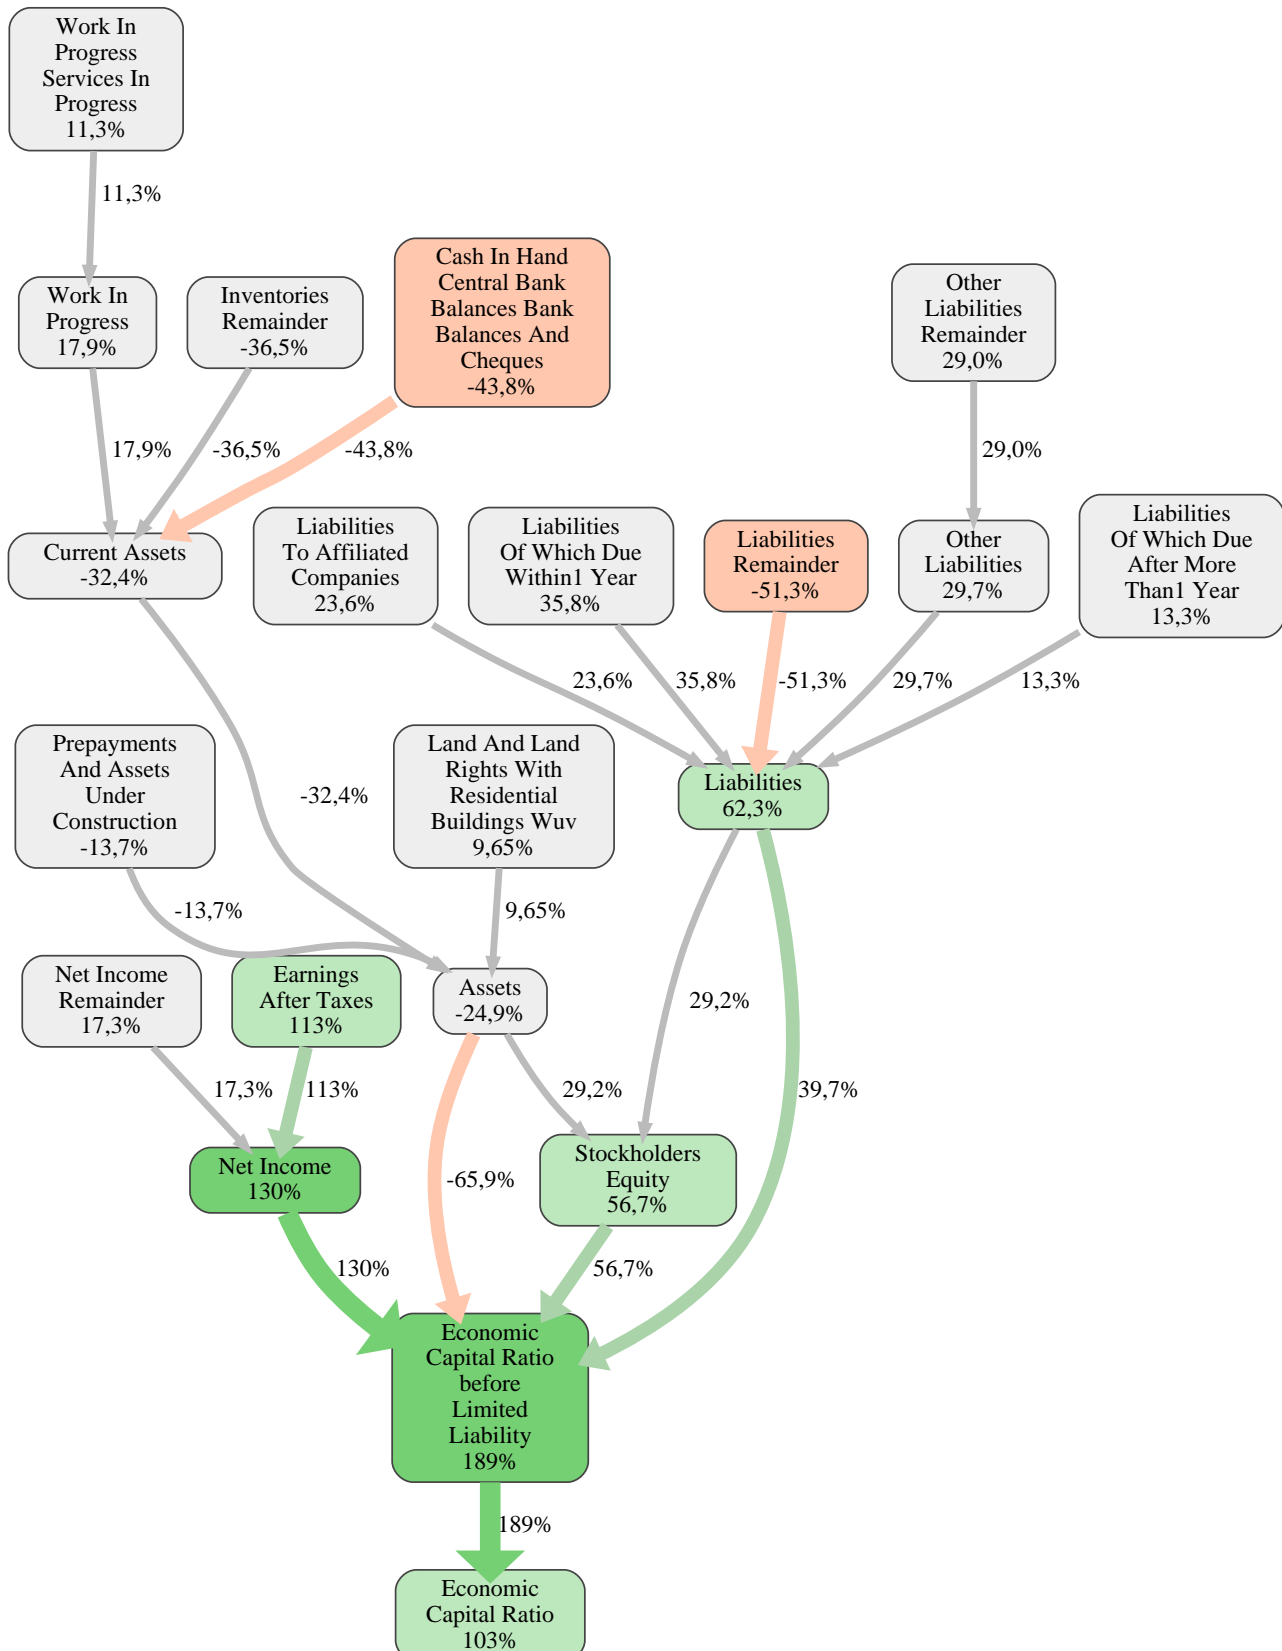 Work In
Progress
Services In
Progress
11,3%
11,3%
Work In
Progress
17,9%
Inventories
Remainder
-36,5%
Cash In Hand
Central Bank
Balances Bank
Balances And
Cheques
-43,8%
Other
Liabilities
Remainder
29,0%
17,9%
-36,5%
-43,8%
29,0%
Current Assets
-32,4%
Liabilities
To Affiliated
Companies
23,6%
Liabilities
Of Which Due
Within1 Year
35,8%
Liabilities
Remainder
-51,3%
Other
Liabilities
29,7%
Liabilities
Of Which Due
After More
Than1 Year
13,3%
23,6%
35,8%
-51,3%
29,7%
13,3%
Prepayments
And Assets
Under
Construction
-13,7%
-32,4%
Land And Land
Rights With
Residential
Buildings Wuv
9,65%
Liabilities
62,3%
-13,7%
9,65%
Net Income
Remainder
17,3%
Earnings
After Taxes
113%
Assets
-24,9%
29,2%
17,3%
113%
29,2%
39,7%
Net Income
130%
-65,9%
Stockholders
Equity
56,7%
130%
56,7%
Economic
Capital Ratio
before
Limited
Liability
189%
189%
Economic
Capital Ratio
103%